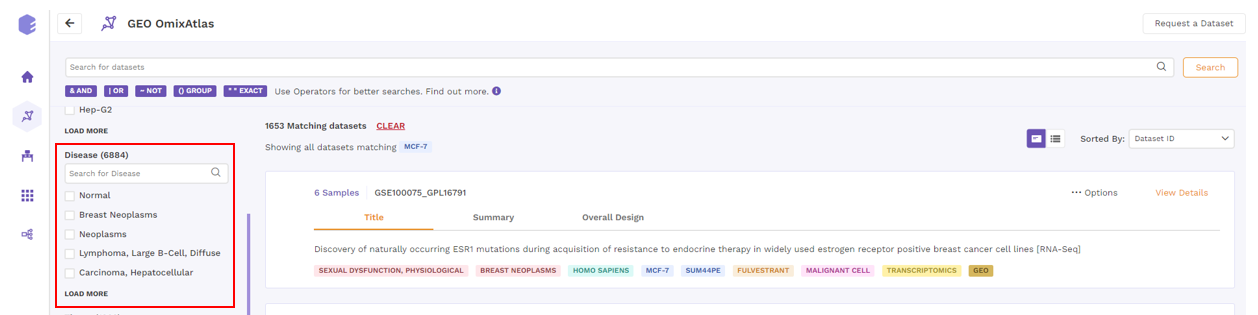 GEO OmixAtlas
Request a Dataset
Search for datasets
Search
& AND | OR ~ NOT () GROUP " " EXACT Use Operators for better searches. Find out more.
Hep-G2
LOAD MORE
Disease (6884)
Search for Disease
Normal
Breast Neoplasms
Neoplasms
Lymphoma, Large B-Cell, Diffuse
Carcinoma, Hepatocellular
LOAD MORE
1653 Matching datasets CLEAR
Showing all datasets matching MCF-7
Sorted By: Dataset ID
6 Samples GSE100075_GPL16791
Options View Details
Title Summary Overall Design
Discovery of naturally occurring ESR1 mutations during acquisition of resistance to endocrine therapy in widely used estrogen receptor positive breast cancer cell lines [RNA-Seq]
SEXUAL DYSFUNCTION, PHYSIOLOGICAL BREAST NEOPLASMS HOMO SAPIENS MCF-7 SUM44PE FULVESTRANT MALIGNANT CELL TRANSCRIPTOMICS GEO